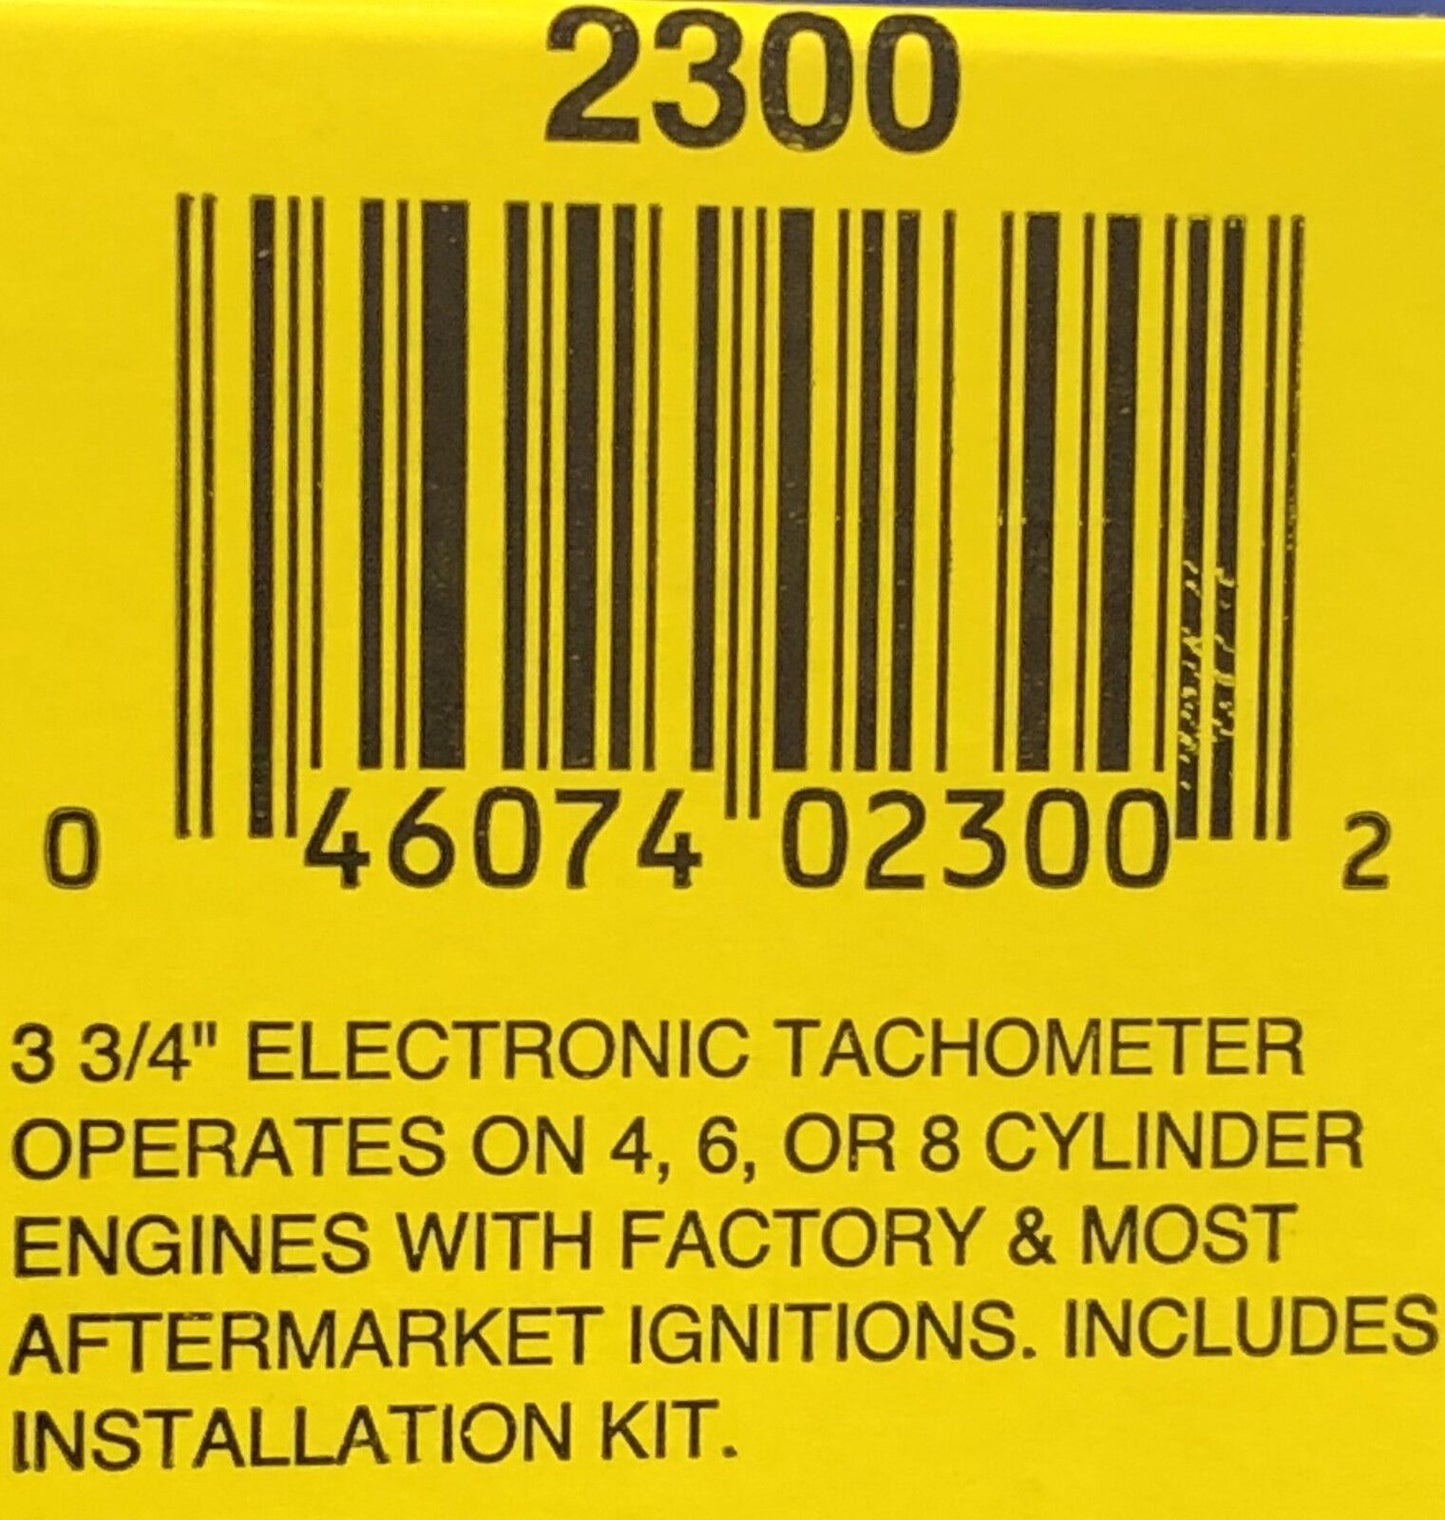 2300
0 46074 02300 2
3 3/4" ELECTRONIC TACHOMETER
OPERATES ON 4, 6, OR 8 CYLINDER
ENGINES WITH FACTORY & MOST
AFTERMARKET IGNITIONS. INCLUDES
INSTALLATION KIT.